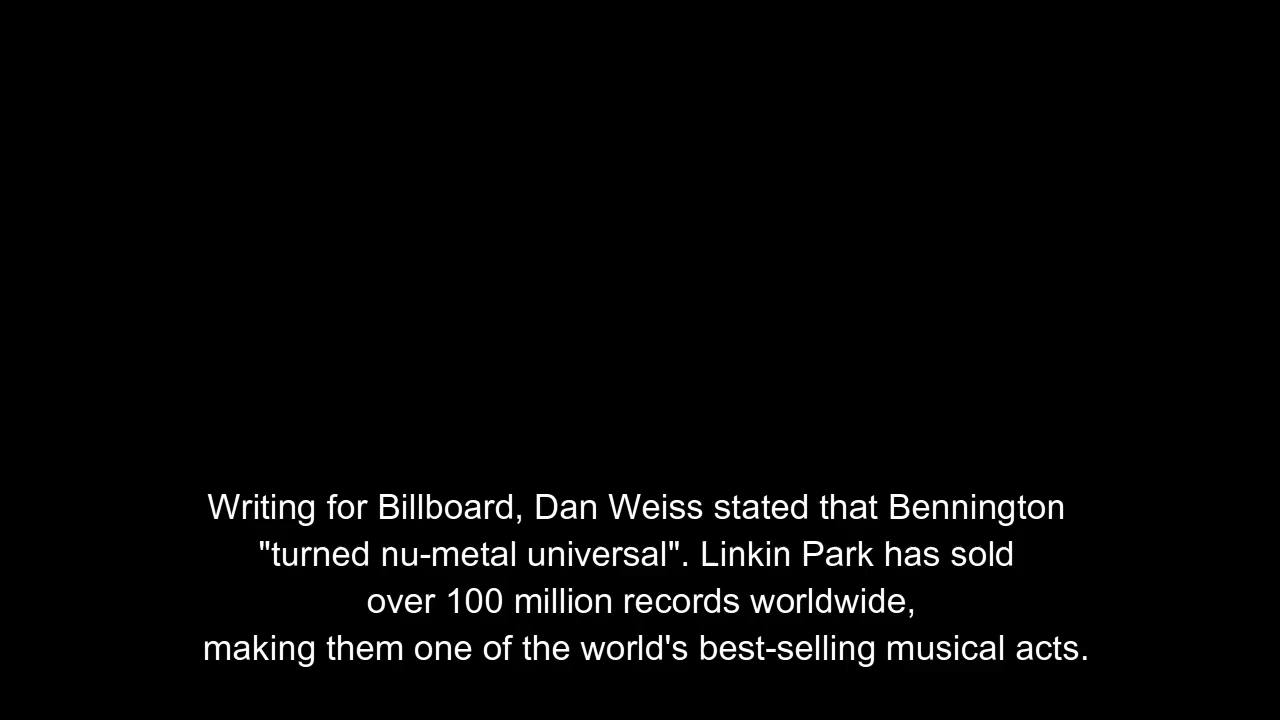 Writing for Billboard, Dan Weiss stated that Bennington
"turned nu-metal universal". Linkin Park has sold
over 100 million records worldwide,
making them one of the world's best-selling musical acts.